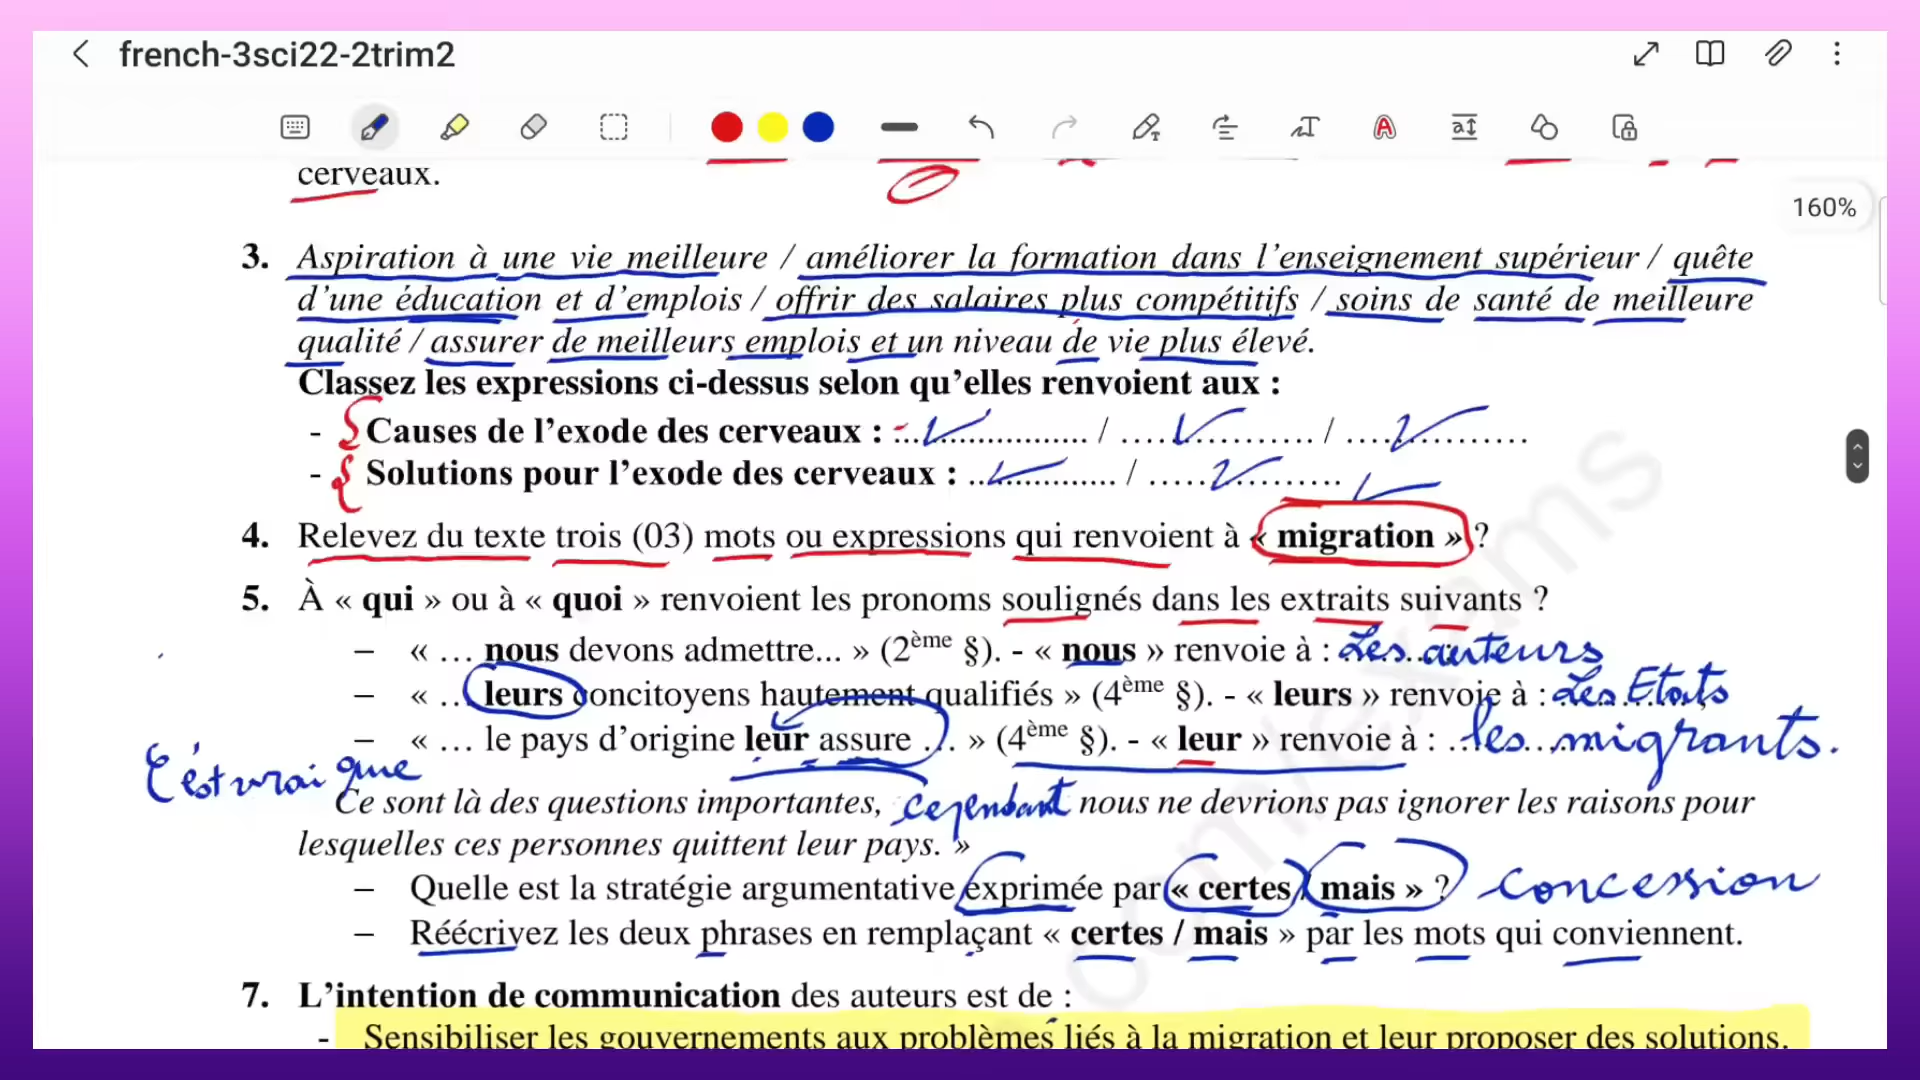 french-3sci22-2trim2
160%
cerveaux.
3. Aspiration à une vie meilleure / améliorer la formation dans l’enseignement supérieur / quête
d’une éducation et d’emplois / offrir des salaires plus compétitifs / soins de santé de meilleure
qualité / assurer de meilleurs emplois et un niveau de vie plus élevé.
Classez les expressions ci-dessus selon qu’elles renvoient aux :
- Causes de l’exode des cerveaux : .................... / .................... / ....................
- Solutions pour l’exode des cerveaux : .................... / ....................
4. Relevez du texte trois (03) mots ou expressions qui renvoient à « migration » ?
5. À « qui » ou à « quoi » renvoient les pronoms soulignés dans les extraits suivants ?
– « … nous devons admettre... » (2ème §). - « nous » renvoie à : Les auteurs
– « … leurs concitoyens hautement qualifiés » (4ème §). - « leurs » renvoie à : Les Etats
– « … le pays d’origine leur assure … » (4ème §). - « leur » renvoie à : les migrants.
C'est vrai que
Ce sont là des questions importantes, cependant nous ne devrions pas ignorer les raisons pour
lesquelles ces personnes quittent leur pays. »
– Quelle est la stratégie argumentative exprimée par « certes / mais » ? concession
– Réécrivez les deux phrases en remplaçant « certes / mais » par les mots qui conviennent.
7. L’intention de communication des auteurs est de :
- Sensibiliser les gouvernements aux problèmes liés à la migration et leur proposer des solutions.
com/exams